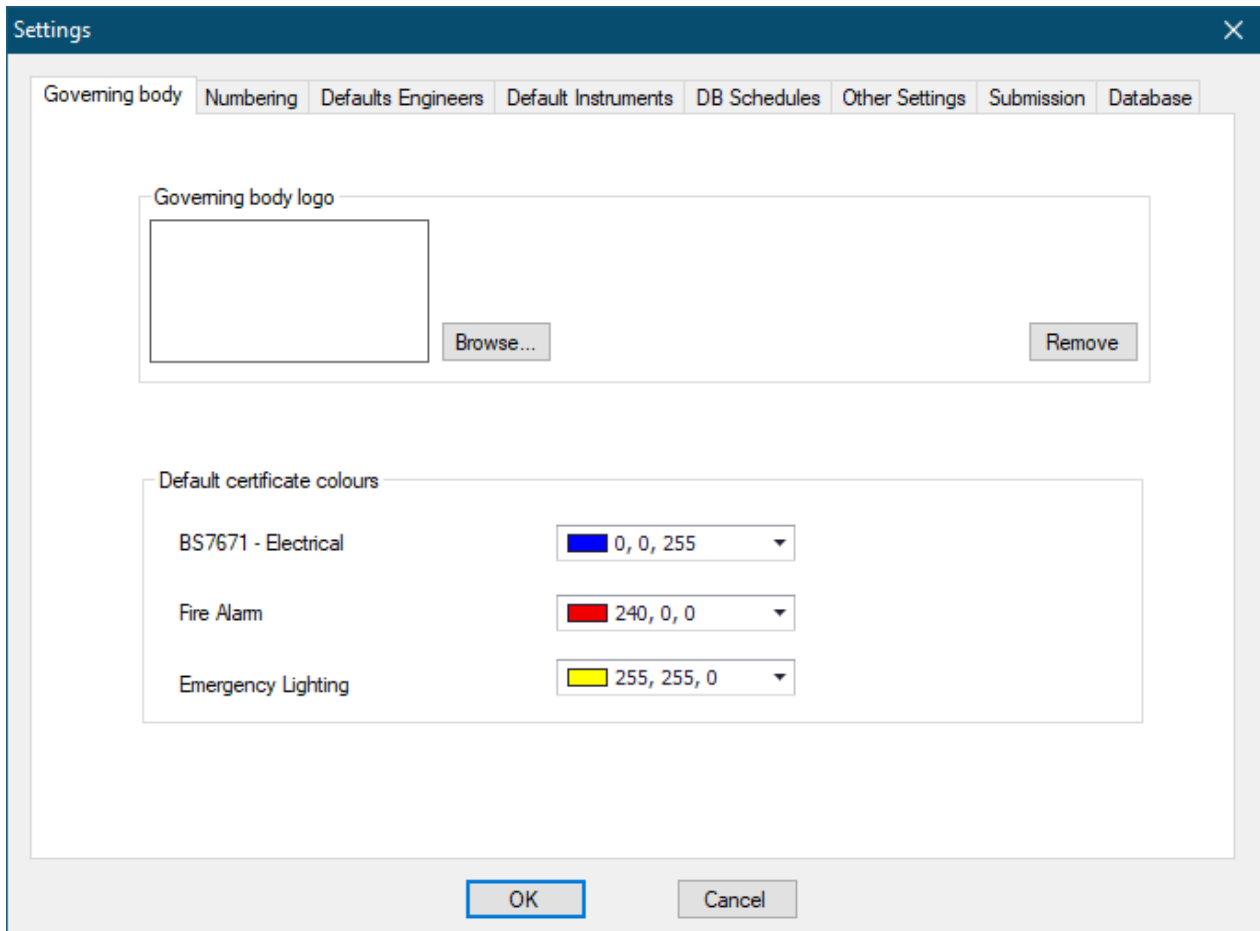 Settings
Governing body Numbering Defaults Engineers Default Instruments DB Schedules Other Settings Submission Database
Governing body logo
Browse... Remove
Default certificate colours
BS7671 - Electrical 0, 0, 255
Fire Alarm 240, 0, 0
Emergency Lighting 255, 255, 0
OK Cancel